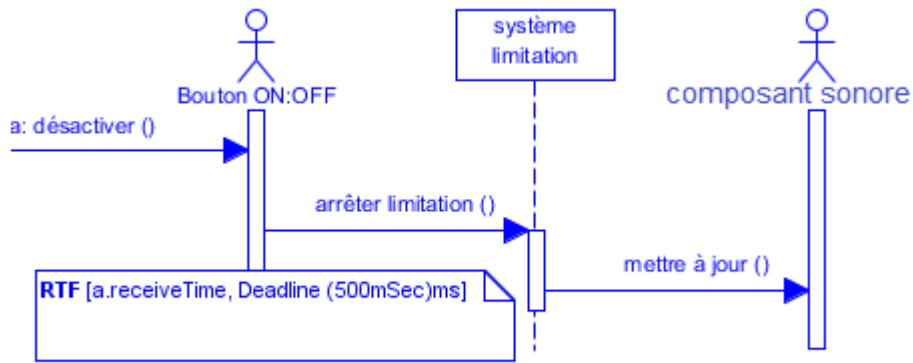 système
limitation
Bouton ON:OFF
composant sonore
a: désactiver ()
arrêter limitation ()
mettre à jour ()
RTF [a.receiveTime, Deadline (500mSec)ms]